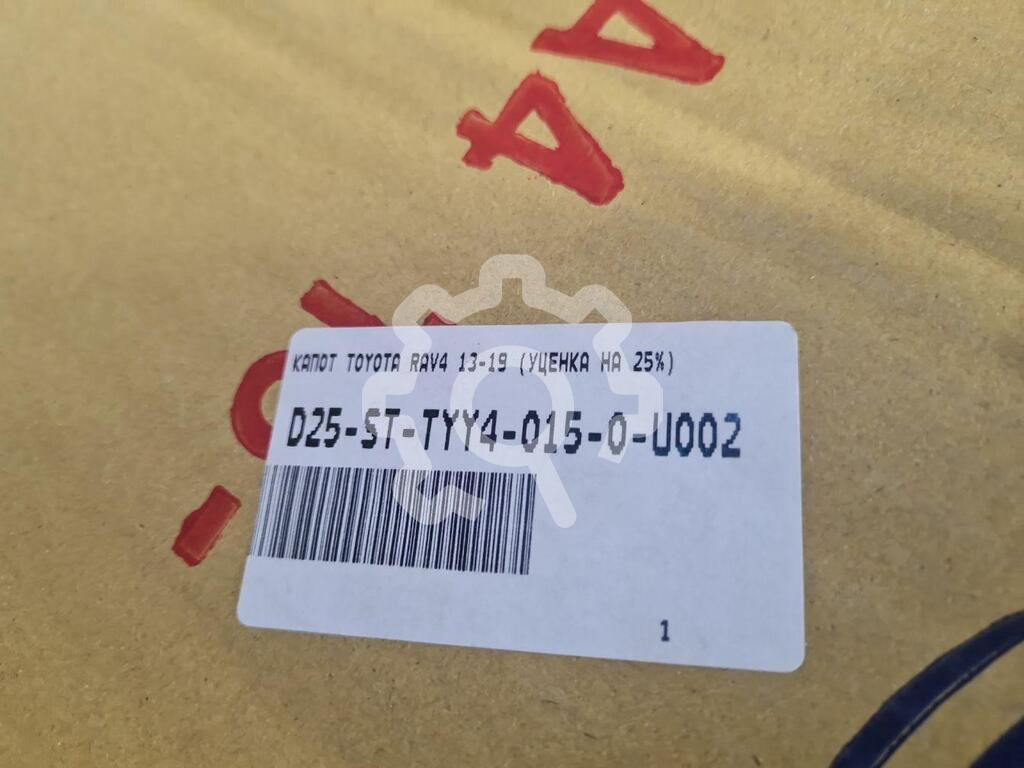 КАПОТ TOYOTA RAV4 13-19 (УЦЕНКА НА 25%)
D25-ST-TYY4-015-0-U002
1